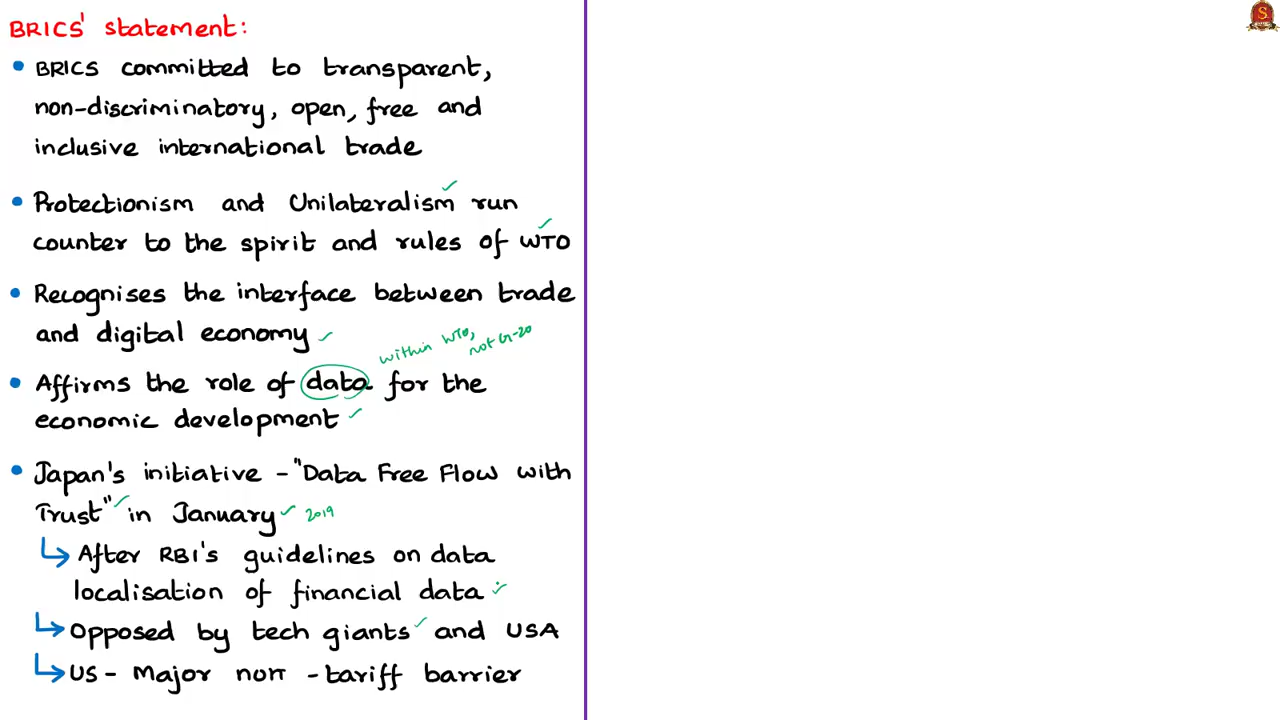 BRICS' statement:
• BRICS committed to transparent,
non-discriminatory, open, free and
inclusive international trade
• Protectionism and Unilateralism run
counter to the spirit and rules of WTO
• Recognises the interface between trade
and digital economy
within WTO,
not G-20
• Affirms the role of data for the
economic development
• Japan's initiative - "Data Free Flow with
Trust" in January 2019
↳ After RBI's guidelines on data
localisation of financial data
↳ Opposed by tech giants and USA
↳ US - Major non - tariff barrier